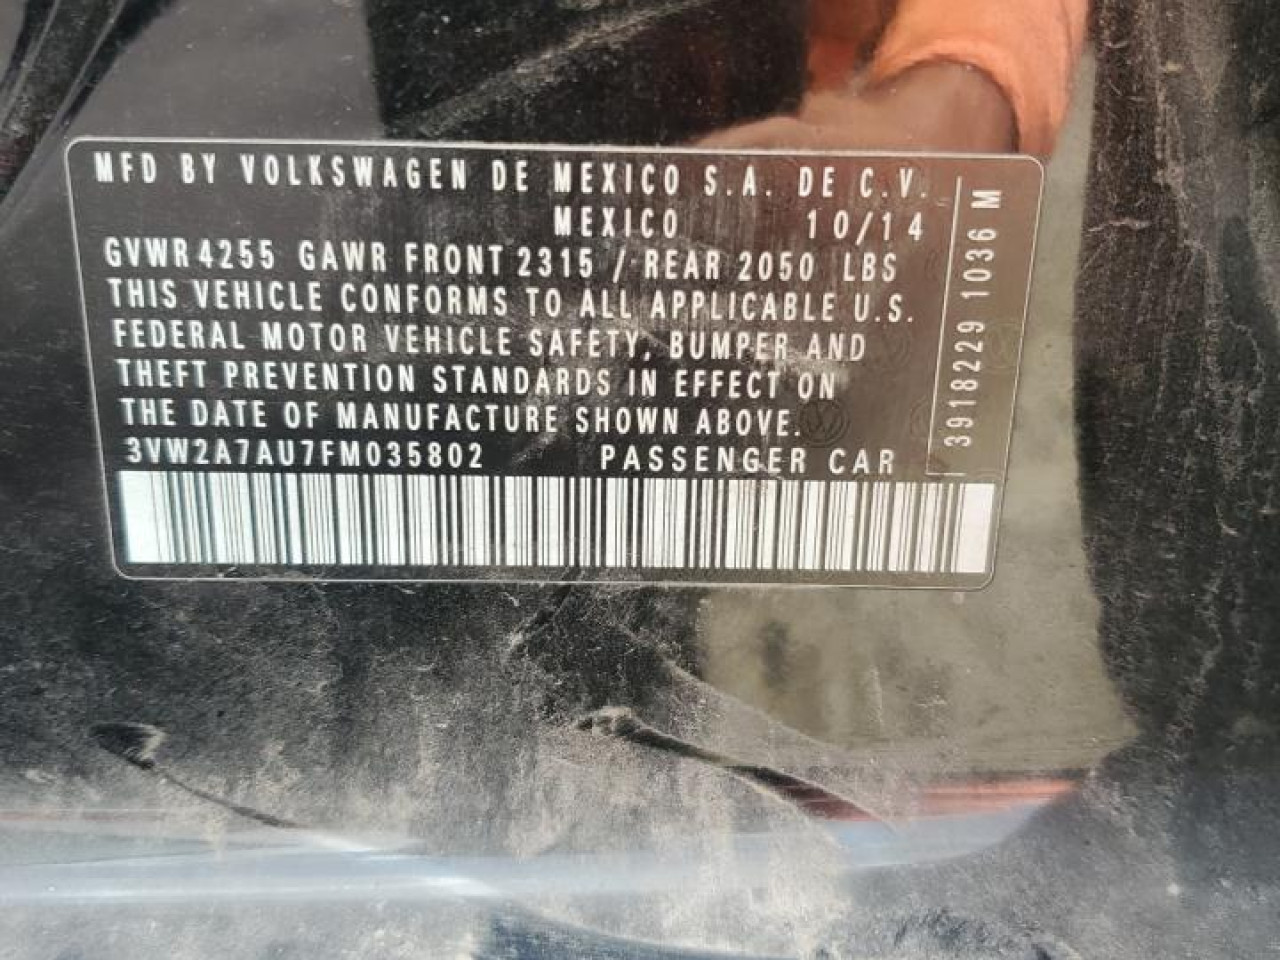 MFD BY VOLKSWAGEN DE MEXICO S.A. DE C.V.
MEXICO 10/14
GVWR 4255 GAWR FRONT 2315 / REAR 2050 LBS
THIS VEHICLE CONFORMS TO ALL APPLICABLE U.S.
FEDERAL MOTOR VEHICLE SAFETY, BUMPER AND
THEFT PREVENTION STANDARDS IN EFFECT ON
THE DATE OF MANUFACTURE SHOWN ABOVE.
3VW2A7AU7FM035802 PASSENGER CAR
3918229 1036 M